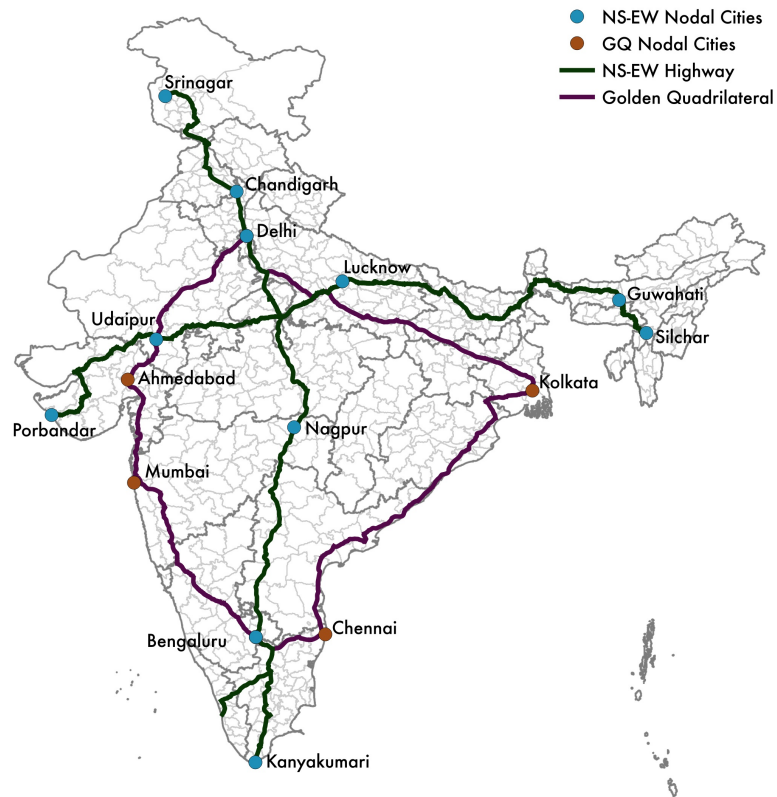 NS-EW Nodal Cities
GQ Nodal Cities
NS-EW Highway
Golden Quadrilateral
Srinagar
Chandigarh
Delhi
Lucknow
Guwahati
Udaipur
Silchar
Ahmedabad
Kolkata
Porbandar
Nagpur
Mumbai
Chennai
Bengaluru
Kanyakumari